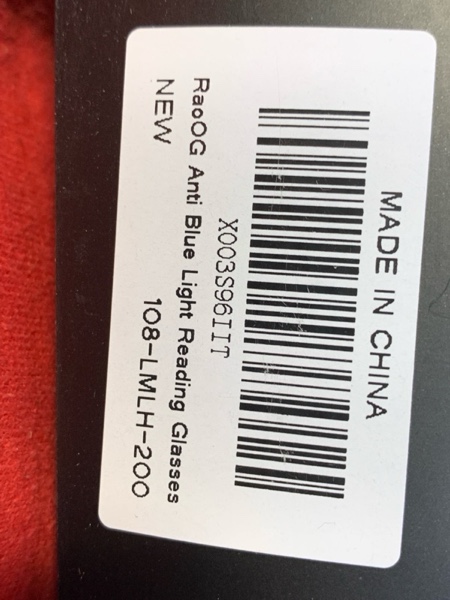 MADE IN CHINA
X003S96IIT
RaoOG Anti Blue Light Reading Glasses
NEW 108-LMLH-200